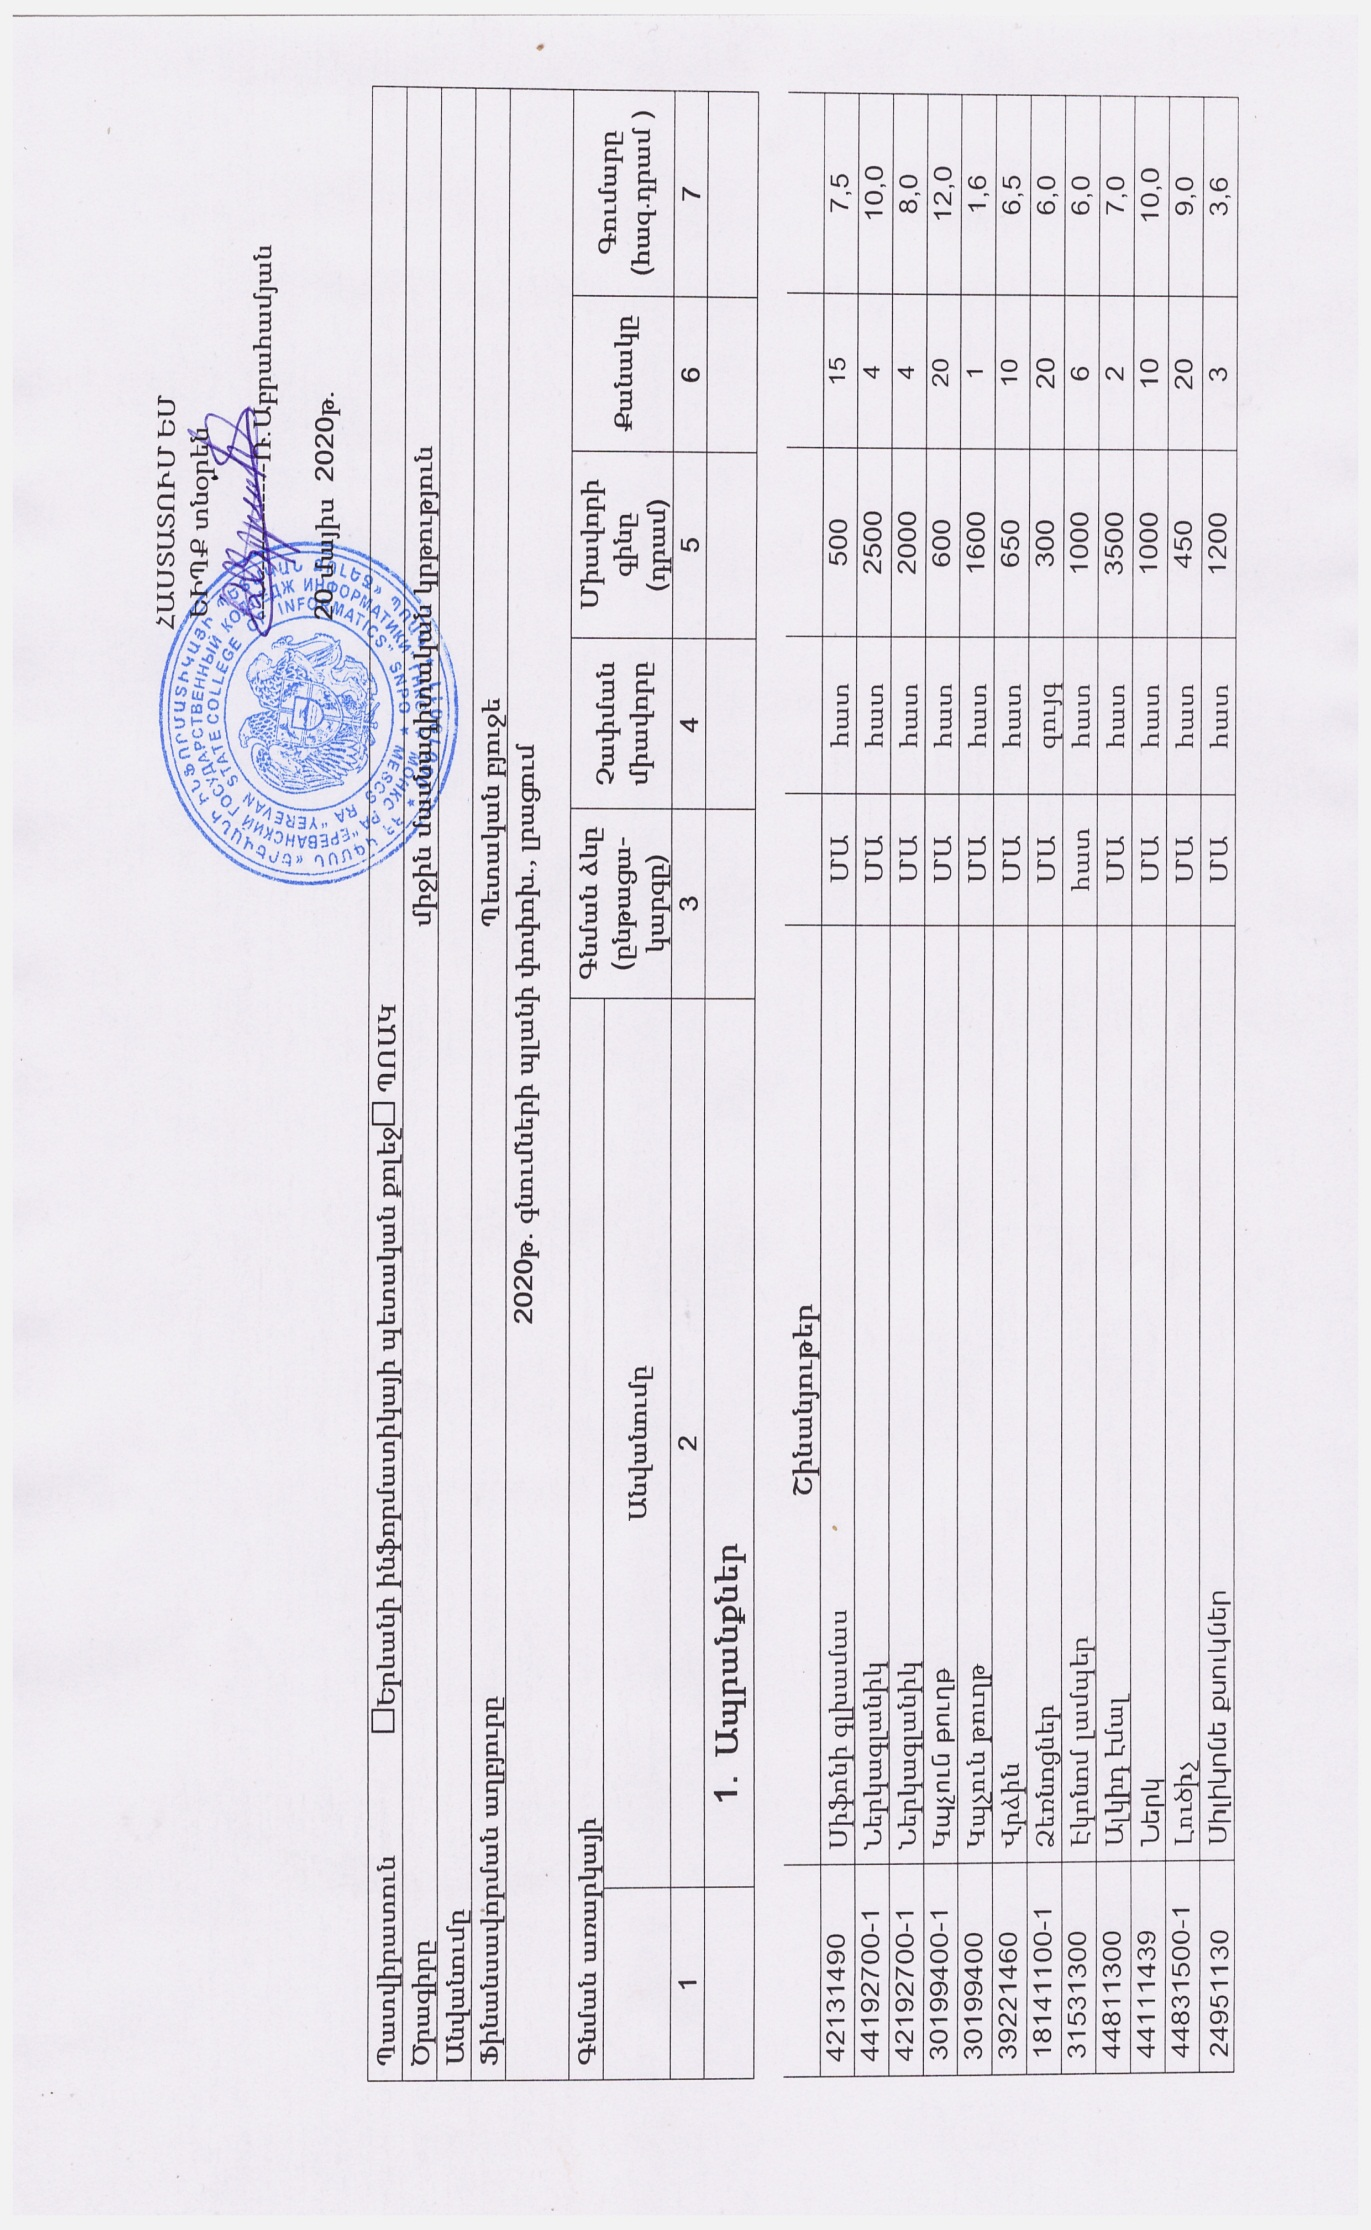 ՀԱՍՏԱՏՈՒՄ ԵՄ
ԵԻՊՔ տնօրեն
Ռ.Աբրահամյան
20 մայիս 2020թ.
Պատվիրատուն □Երևանի ինֆորմատիկայի պետական քոլեջ□ ՊՈԱԿ
Ծրագիրը միջին մասնագիտական կրթություն
Անվանումը
Ֆինանսավորման աղբյուրը Պետական բյուջե
2020թ. գնումների պլանի փոփոխ., լրացում
Գնման առարկայի Անվանումը Գնման ձևը (ընթացա-կարգը) Չափման միավորը Միավորի գինը (դրամ) Քանակը Գումարը (հազ.դրամ )
1 2 3 4 5 6 7
1. Ապրանքներ
Շինանյութեր
42131490 Սիֆոնի գլխամաս ՄԱ հատ 500 15 7,5
44192700-1 Ներկագլանիկ ՄԱ հատ 2500 4 10,0
42192700-1 Ներկագլանիկ ՄԱ հատ 2000 4 8,0
30199400-1 Կպչուն թուղթ ՄԱ հատ 600 20 12,0
30199400 Կպչուն թուղթ ՄԱ հատ 1600 1 1,6
39221460 Վրձին ՄԱ հատ 650 10 6,5
18141100-1 Ձեռնոցներ ՄԱ զույգ 300 20 6,0
31531300 Էկոնոմ լամպեր հատ հատ 1000 6 6,0
44811300 Ալկիդ էմալ ՄԱ հատ 3500 2 7,0
44111439 Ներկ ՄԱ հատ 1000 10 10,0
44831500-1 Լուծիչ ՄԱ հատ 450 20 9,0
24951130 Սիլիկոնե քսուկներ ՄԱ հատ 1200 3 3,6